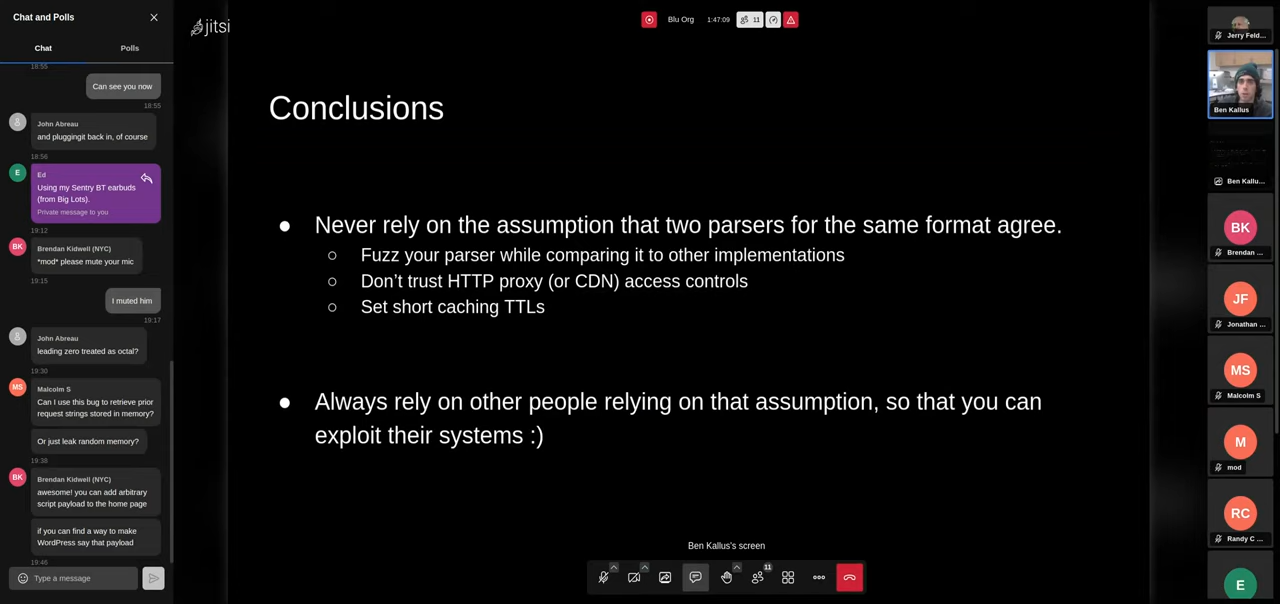 Chat and Polls
Chat
Polls
18:55
Can see you now
18:55
John Abreau
and pluggingit back in, of course
18:56
E
Ed
Using my Sentry BT earbuds
(from Big Lots).
Private message to you
19:12
BK
Brendan Kidwell (NYC)
*mod* please mute your mic
19:15
I muted him
19:17
John Abreau
leading zero treated as octal?
19:30
MS
Malcolm S
Can I use this bug to retrieve prior
request strings stored in memory?
Or just leak random memory?
19:38
BK
Brendan Kidwell (NYC)
awesome! you can add arbitrary
script payload to the home page
if you can find a way to make
WordPress say that payload
19:46
Type a message
jitsi
Blu Org
1:47:09
11
Conclusions
● Never rely on the assumption that two parsers for the same format agree.
○ Fuzz your parser while comparing it to other implementations
○ Don’t trust HTTP proxy (or CDN) access controls
○ Set short caching TTLs
● Always rely on other people relying on that assumption, so that you can
exploit their systems :)
Ben Kallus's screen
11
Jerry Feld...
Ben Kallus
Ben Kallu...
BK
Brendan ...
JF
Jonathan ...
MS
Malcolm S
M
mod
RC
Randy C ...
E